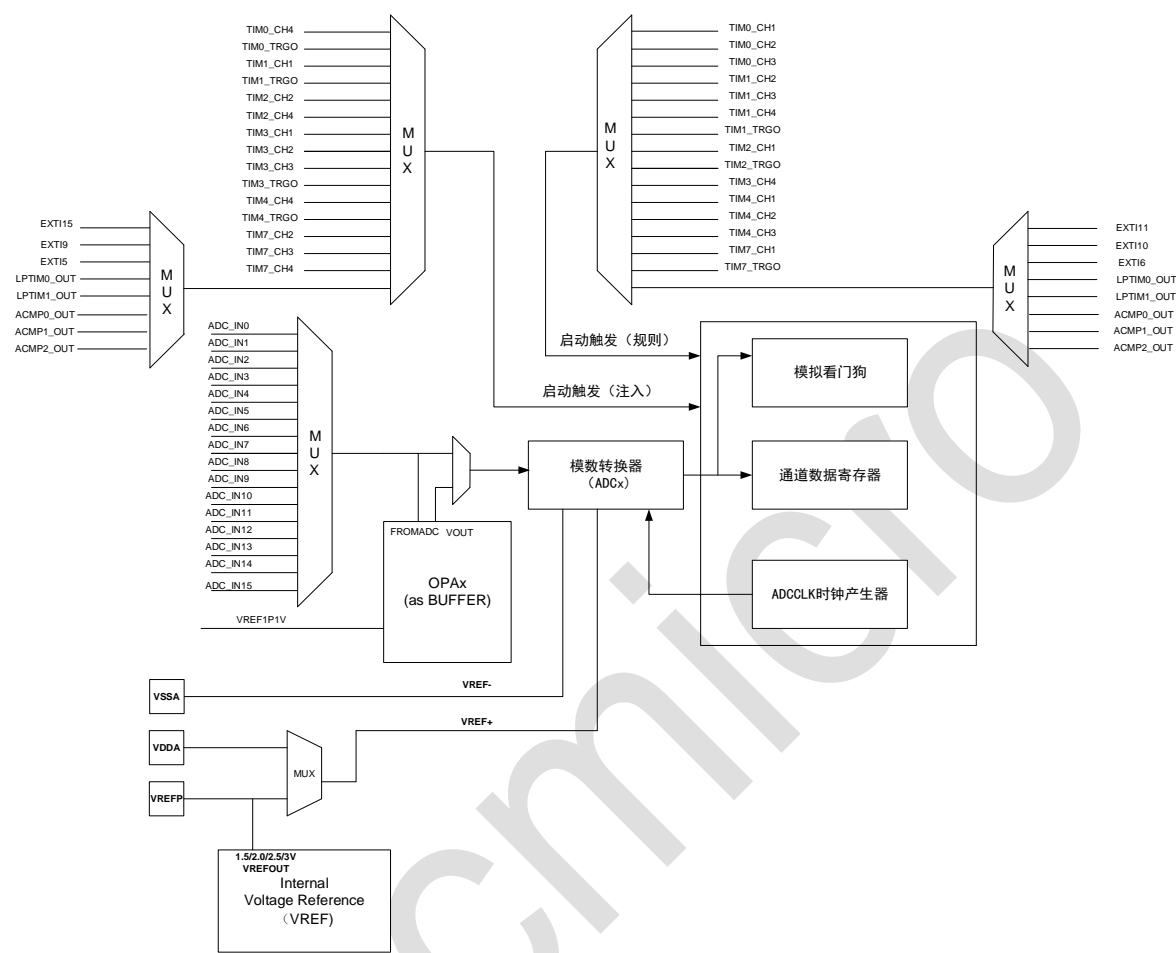 TIM0_CH4
TIM0_TRGO
TIM1_CH1
TIM1_TRGO
TIM2_CH2
TIM2_CH4
TIM3_CH1
TIM3_CH2
TIM3_CH3
TIM3_TRGO
TIM4_CH4
TIM4_TRGO
TIM7_CH2
TIM7_CH3
TIM7_CH4
MUX
TIM0_CH1
TIM0_CH2
TIM0_CH3
TIM1_CH2
TIM1_CH3
TIM1_CH4
TIM1_TRGO
TIM2_CH1
TIM2_TRGO
TIM3_CH4
TIM4_CH1
TIM4_CH2
TIM4_CH3
TIM7_CH1
TIM7_TRGO
MUX
EXTI15
EXTI9
EXTI5
LPTIM0_OUT
LPTIM1_OUT
ACMP0_OUT
ACMP1_OUT
ACMP2_OUT
MUX
EXTI11
EXTI10
EXTI6
LPTIM0_OUT
LPTIM1_OUT
ACMP0_OUT
ACMP1_OUT
ACMP2_OUT
MUX
ADC_IN0
ADC_IN1
ADC_IN2
ADC_IN3
ADC_IN4
ADC_IN5
ADC_IN6
ADC_IN7
ADC_IN8
ADC_IN9
ADC_IN10
ADC_IN11
ADC_IN12
ADC_IN13
ADC_IN14
ADC_IN15
MUX
启动触发（规则）
启动触发（注入）
模拟看门狗
模数转换器
（ADCx）
通道数据寄存器
ADCCLK时钟产生器
FROMADC VOUT
OPAx
(as BUFFER)
VREF1P1V
VSSA
VREF-
VREF+
VDDA
MUX
VREFP
1.5/2.0/2.5/3V
VREFOUT
Internal
Voltage Reference
（VREF)
cmicro